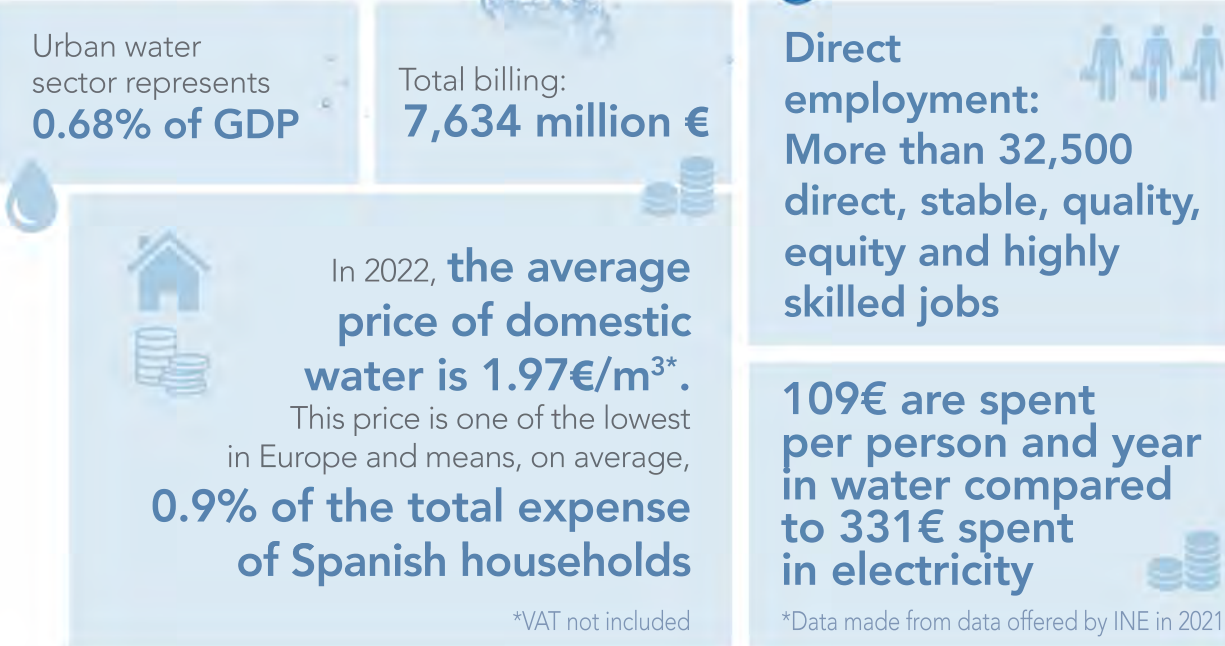 Urban water
sector represents
0.68% of GDP
Total billing:
7,634 million €
Direct
employment:
More than 32,500
direct, stable, quality,
equity and highly
skilled jobs
In 2022, the average
price of domestic
water is 1.97€/m³*.
This price is one of the lowest
in Europe and means, on average,
0.9% of the total expense
of Spanish households
*VAT not included
109€ are spent
per person and year
in water compared
to 331€ spent
in electricity
*Data made from data offered by INE in 2021